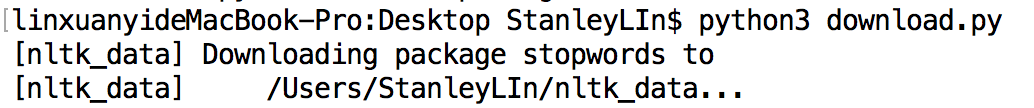 [linxuanyideMacBook-Pro:Desktop StanleyLIn$ python3 download.py
[nltk_data] Downloading package stopwords to
[nltk_data]     /Users/StanleyLIn/nltk_data...